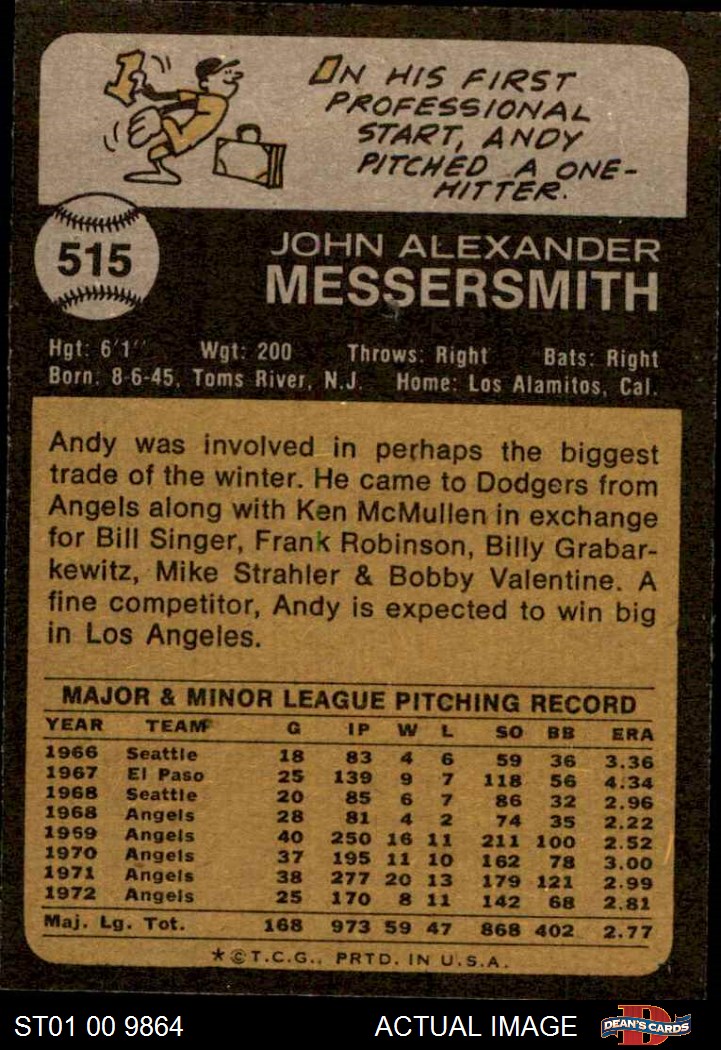 1
ON HIS FIRST
PROFESSIONAL
START, ANDY
PITCHED A ONE-
HITTER.
515
JOHN ALEXANDER
MESSERSMITH
Hgt: 6'1" Wgt: 200 Throws: Right Bats: Right
Born: 8-6-45, Toms River, N.J. Home: Los Alamitos, Cal.
Andy was involved in perhaps the biggest
trade of the winter. He came to Dodgers from
Angels along with Ken McMullen in exchange
for Bill Singer, Frank Robinson, Billy Grabar-
kewitz, Mike Strahler & Bobby Valentine. A
fine competitor, Andy is expected to win big
in Los Angeles.
MAJOR & MINOR LEAGUE PITCHING RECORD
YEAR TEAM G IP W L SO BB ERA
1966 Seattle 18 83 4 6 59 36 3.36
1967 El Paso 25 139 9 7 118 56 4.34
1968 Seattle 20 85 6 7 86 32 2.96
1968 Angels 28 81 4 2 74 35 2.22
1969 Angels 40 250 16 11 211 100 2.52
1970 Angels 37 195 11 10 162 78 3.00
1971 Angels 38 277 20 13 179 121 2.99
1972 Angels 25 170 8 11 142 68 2.81
Maj. Lg. Tot. 168 973 59 47 868 402 2.77
*©T.C.G., PRTD. IN U.S.A.
ST01 00 9864 ACTUAL IMAGE DEAN'S CARDS